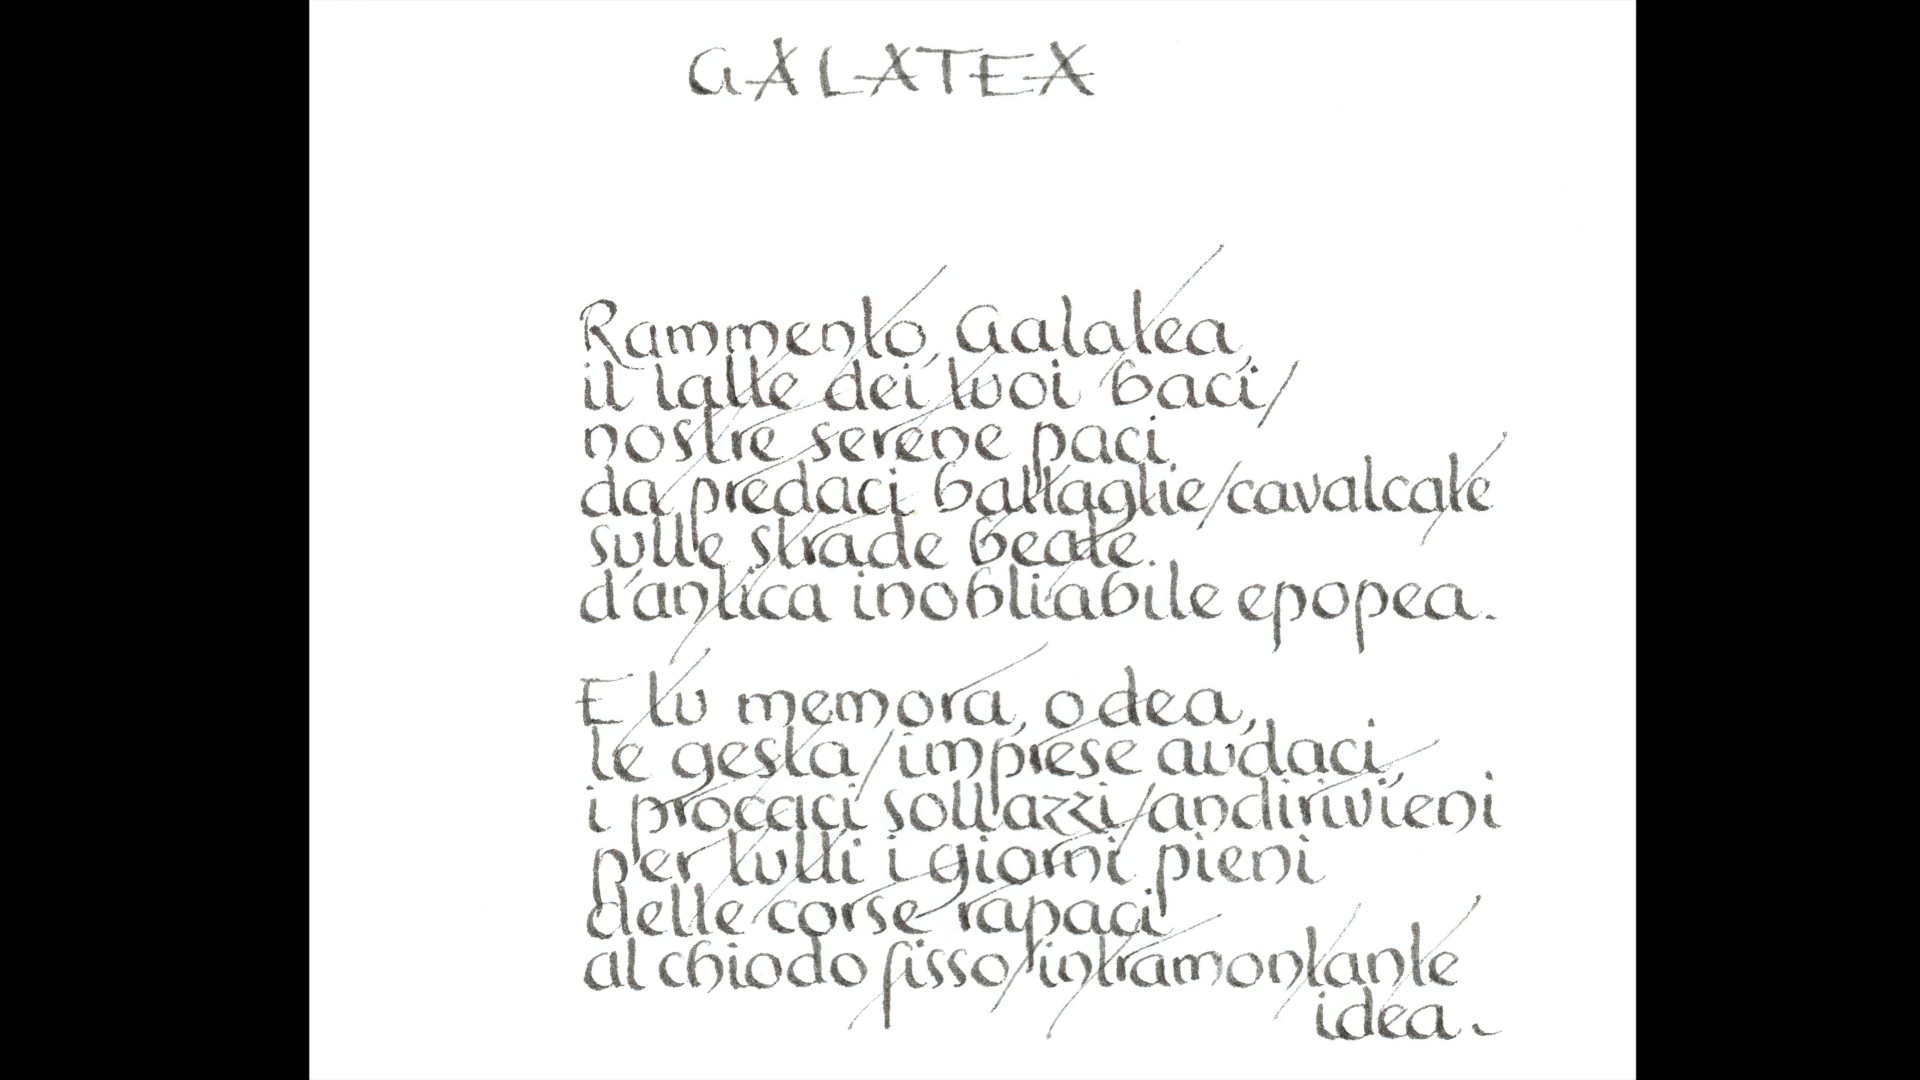 GALATEA
Rammento, Galatea,
il latte dei tuoi baci/
nostre serene paci
da predaci battaglie/cavalcate
sulle strade beate
d'antica inobliabile epopea.
E tu memora, o dea,
le gesta/imprese audaci,
i procaci sollazzi/andirivieni
per tutti i giorni pieni
delle corse rapaci
al chiodo fisso/intramontante
idea.